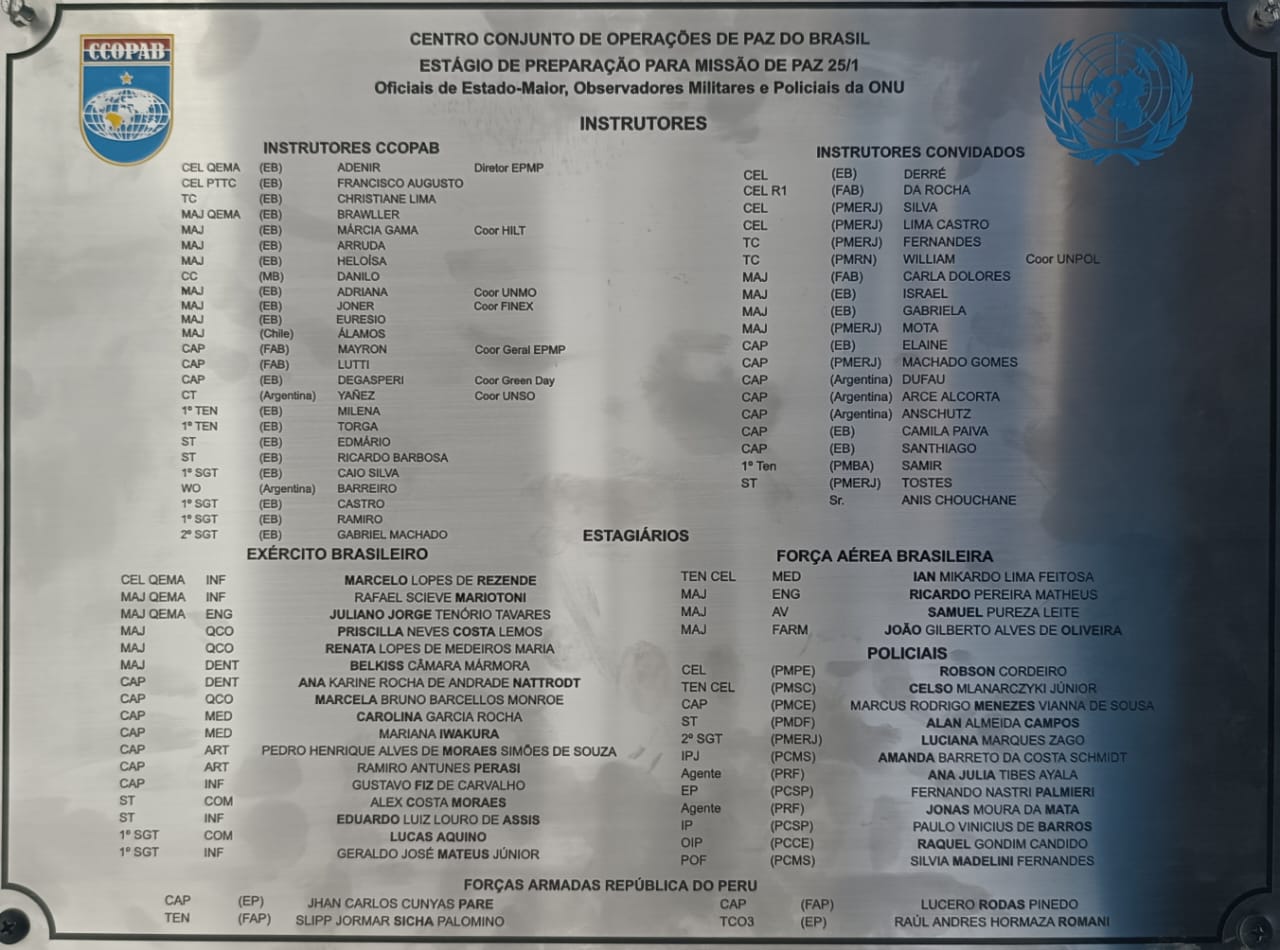 CCOPAB
CENTRO CONJUNTO DE OPERAÇÕES DE PAZ DO BRASIL
ESTÁGIO DE PREPARAÇÃO PARA MISSÃO DE PAZ 25/1
Oficiais de Estado-Maior, Observadores Militares e Policiais da ONU
INSTRUTORES
INSTRUTORES CCOPAB
CEL QEMA (EB) ADENIR Diretor EPMP
CEL PTTC (EB) FRANCISCO AUGUSTO
TC (EB) CHRISTIANE LIMA
MAJ QEMA (EB) BRAWLLER
MAJ (EB) MÁRCIA GAMA Coor HILT
MAJ (EB) ARRUDA
MAJ (EB) HELOÍSA
CC (MB) DANILO
MAJ (EB) ADRIANA Coor UNMO
MAJ (EB) JONER Coor FINEX
MAJ (EB) EURESIO
MAJ (Chile) ÁLAMOS
CAP (FAB) MAYRON Coor Geral EPMP
CAP (FAB) LUTTI
CAP (EB) DEGASPERI Coor Green Day
CT (Argentina) YAÑEZ Coor UNSO
1º TEN (EB) MILENA
1º TEN (EB) TORGA
ST (EB) EDMÁRIO
ST (EB) RICARDO BARBOSA
1º SGT (EB) CAIO SILVA
WO (Argentina) BARREIRO
1º SGT (EB) CASTRO
1º SGT (EB) RAMIRO
2º SGT (EB) GABRIEL MACHADO
INSTRUTORES CONVIDADOS
CEL (EB) DERRÉ
CEL R1 (FAB) DA ROCHA
CEL (PMERJ) SILVA
CEL (PMERJ) LIMA CASTRO
TC (PMERJ) FERNANDES
TC (PMRN) WILLIAM Coor UNPOL
MAJ (FAB) CARLA DOLORES
MAJ (EB) ISRAEL
MAJ (EB) GABRIELA
MAJ (PMERJ) MOTA
CAP (EB) ELAINE
CAP (PMERJ) MACHADO GOMES
CAP (Argentina) DUFAU
CAP (Argentina) ARCE ALCORTA
CAP (Argentina) ANSCHUTZ
CAP (EB) CAMILA PAIVA
CAP (EB) SANTHIAGO
1º Ten (PMBA) SAMIR
ST (PMERJ) TOSTES
Sr. ANIS CHOUCHANE
ESTAGIÁRIOS
EXÉRCITO BRASILEIRO
CEL QEMA INF MARCELO LOPES DE REZENDE
MAJ QEMA INF RAFAEL SCIEVE MARIOTONI
MAJ QEMA ENG JULIANO JORGE TENÓRIO TAVARES
MAJ QCO PRISCILLA NEVES COSTA LEMOS
MAJ QCO RENATA LOPES DE MEDEIROS MARIA
MAJ DENT BELKISS CÂMARA MÁRMORA
CAP DENT ANA KARINE ROCHA DE ANDRADE NATTRODT
CAP QCO MARCELA BRUNO BARCELLOS MONROE
CAP MED CAROLINA GARCIA ROCHA
CAP MED MARIANA IWAKURA
CAP ART PEDRO HENRIQUE ALVES DE MORAES SIMÕES DE SOUZA
CAP ART RAMIRO ANTUNES PERASI
CAP INF GUSTAVO FIZ DE CARVALHO
ST COM ALEX COSTA MORAES
ST INF EDUARDO LUIZ LOURO DE ASSIS
1º SGT COM LUCAS AQUINO
1º SGT INF GERALDO JOSÉ MATEUS JÚNIOR
FORÇA AÉREA BRASILEIRA
TEN CEL MED IAN MIKARDO LIMA FEITOSA
MAJ ENG RICARDO PEREIRA MATHEUS
MAJ AV SAMUEL PUREZA LEITE
MAJ FARM JOÃO GILBERTO ALVES DE OLIVEIRA
POLICIAIS
CEL (PMPE) ROBSON CORDEIRO
TEN CEL (PMSC) CELSO MLANARCZYKI JÚNIOR
CAP (PMCE) MARCUS RODRIGO MENEZES VIANNA DE SOUSA
ST (PMDF) ALAN ALMEIDA CAMPOS
2º SGT (PMERJ) LUCIANA MARQUES ZAGO
IPJ (PCMS) AMANDA BARRETO DA COSTA SCHMIDT
Agente (PRF) ANA JULIA TIBES AYALA
EP (PCSP) FERNANDO NASTRI PALMIERI
Agente (PRF) JONAS MOURA DA MATA
IP (PCSP) PAULO VINICIUS DE BARROS
OIP (PCCE) RAQUEL GONDIM CANDIDO
POF (PCMS) SILVIA MADELINI FERNANDES
FORÇAS ARMADAS REPÚBLICA DO PERU
CAP (EP) JHAN CARLOS CUNYAS PARE
TEN (FAP) SLIPP JORMAR SICHA PALOMINO
CAP (FAP) LUCERO RODAS PINEDO
TCO3 (EP) RAÚL ANDRES HORMAZA ROMANI